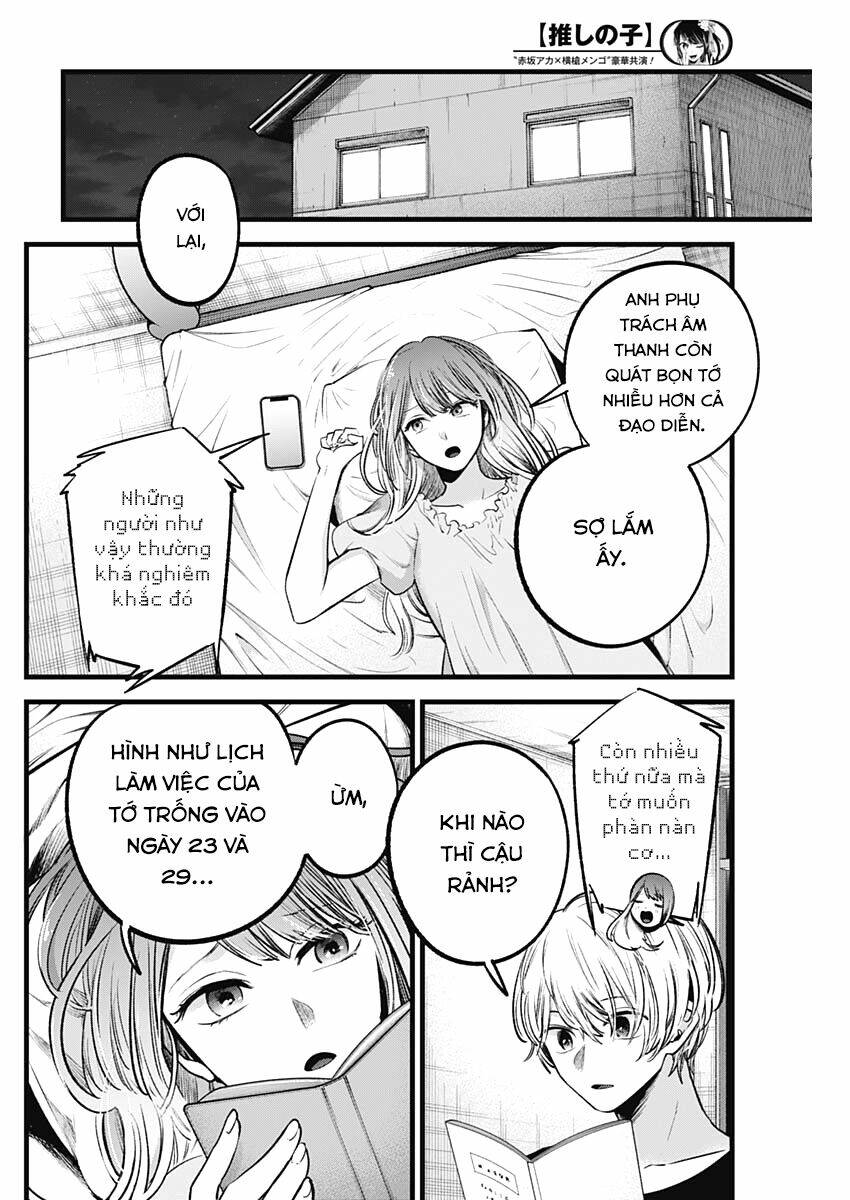 【推しの子】
“赤坂アカ×横槍メンゴ”豪華共演！
VỚI
LẠI,
ANH PHỤ
TRÁCH ÂM
THANH CÒN
QUÁT BỌN TỚ
NHIỀU HƠN CẢ
ĐẠO DIỄN.
SỢ LẮM
ẤY.
Những
người như
vậy thường
khá nghiêm
khắc đó
Còn nhiều
thứ nữa mà
tớ muốn
phàn nàn
cơ...
KHI NÀO
THÌ CẬU
RẢNH?
ỪM,
HÌNH NHƯ LỊCH
LÀM VIỆC CỦA
TỚ TRỐNG VÀO
NGÀY 23 VÀ
29...